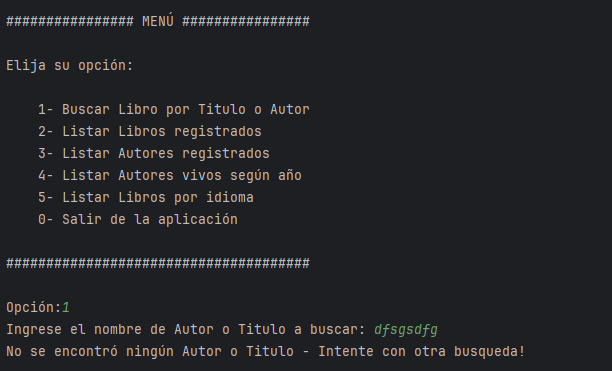 ################ MENÚ ################
Elija su opción:
1- Buscar Libro por Titulo o Autor
2- Listar Libros registrados
3- Listar Autores registrados
4- Listar Autores vivos según año
5- Listar Libros por idioma
0- Salir de la aplicación
######################################
Opción:1
Ingrese el nombre de Autor o Titulo a buscar: dfsgsdfg
No se encontró ningún Autor o Titulo - Intente con otra busqueda!